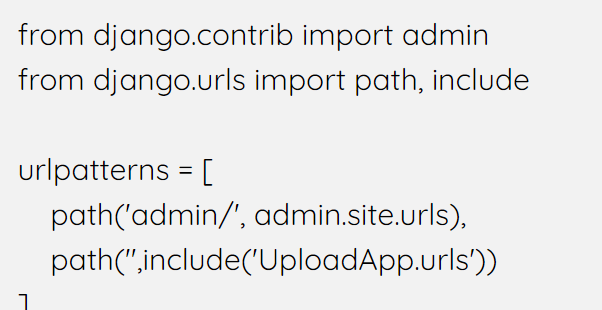 from django.contrib import admin
from django.urls import path, include
urlpatterns = [
path('admin/', admin.site.urls),
path('',include('UploadApp.urls'))
]